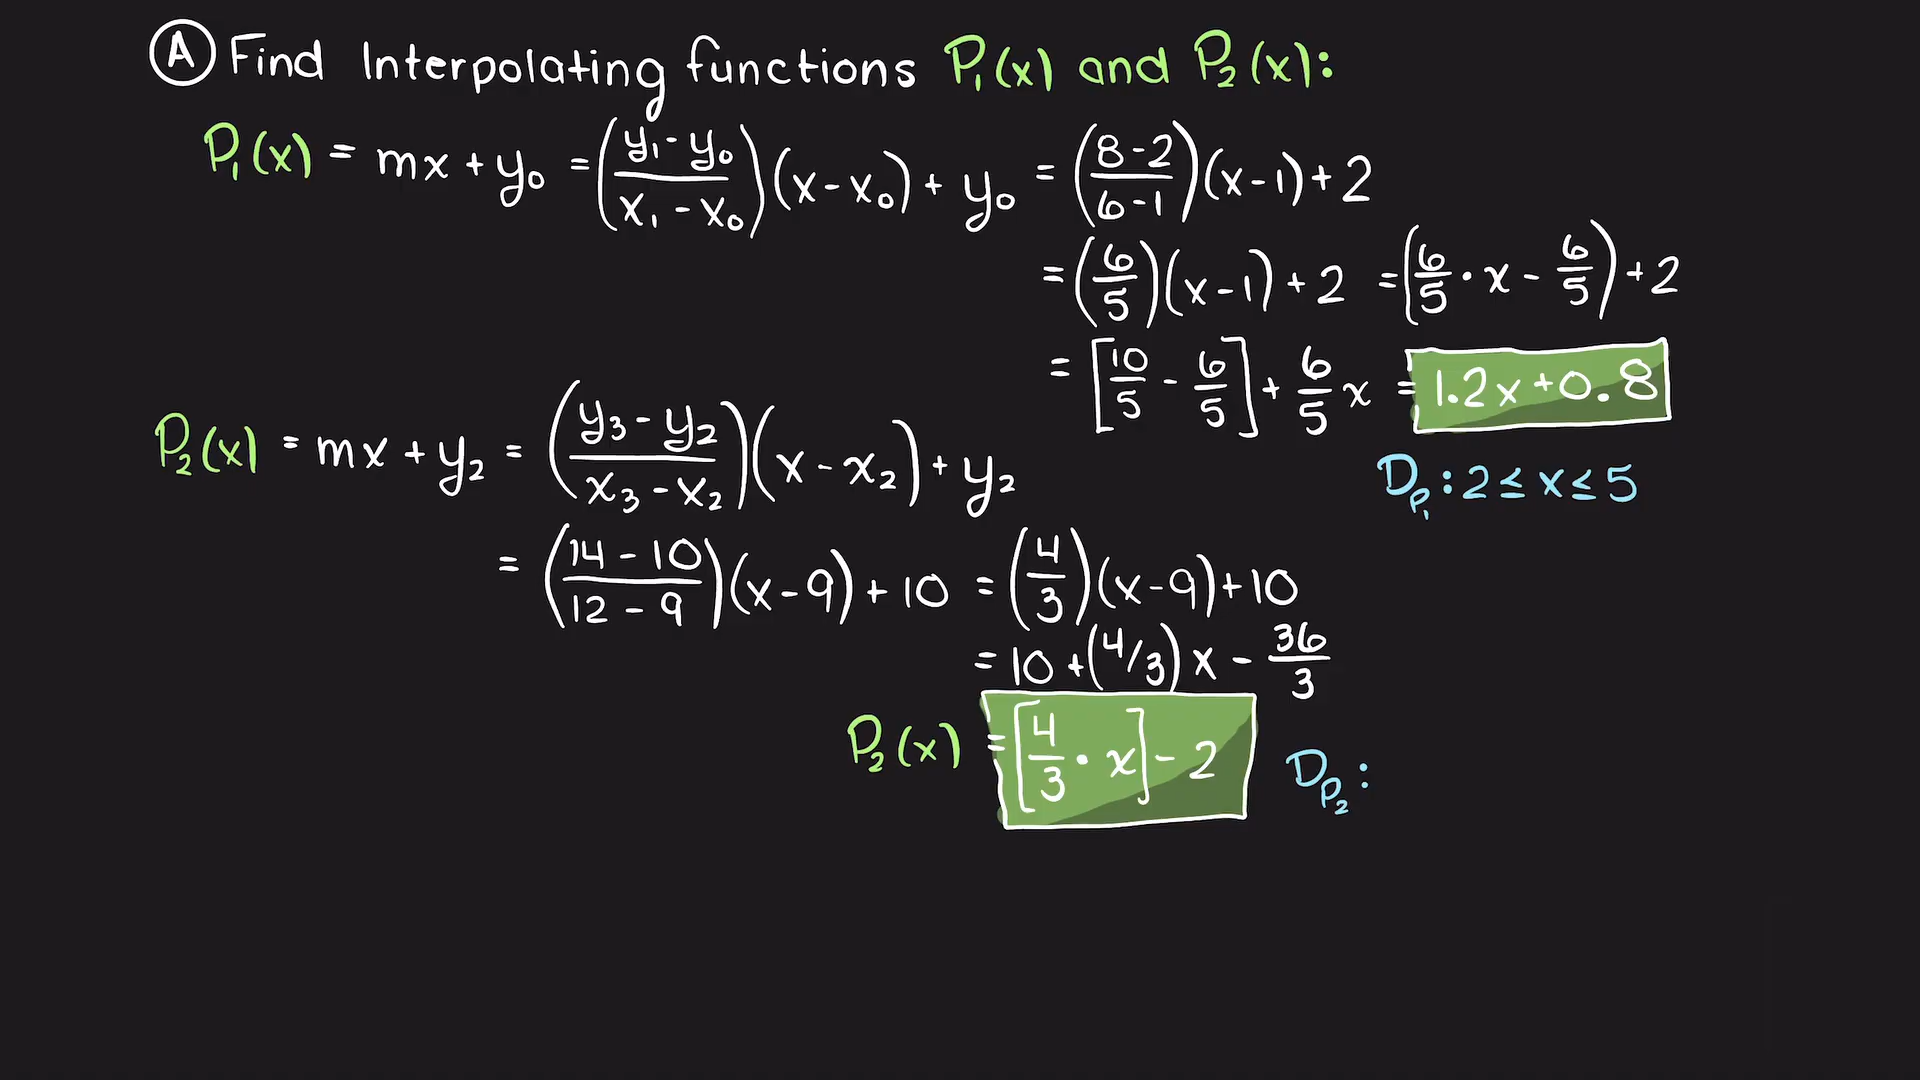 Ⓐ Find Interpolating functions P₁(x) and P₂(x):
P₁(x) = mx + y₀ = ((y₁ - y₀)/(x₁ - x₀))(x - x₀) + y₀ = ((8 - 2)/(6 - 1))(x - 1) + 2
= (6/5)(x - 1) + 2 = (6/5 · x - 6/5) + 2
= [10/5 - 6/5] + 6/5 x = 1.2x + 0.8
D_P₁ : 2 ≤ x ≤ 5
P₂(x) = mx + y₂ = ((y₃ - y₂)/(x₃ - x₂))(x - x₂) + y₂
= ((14 - 10)/(12 - 9))(x - 9) + 10 = (4/3)(x - 9) + 10
= 10 + (4/3) x - 36/3
P₂(x) = [4/3 · x] - 2 D_P₂ :